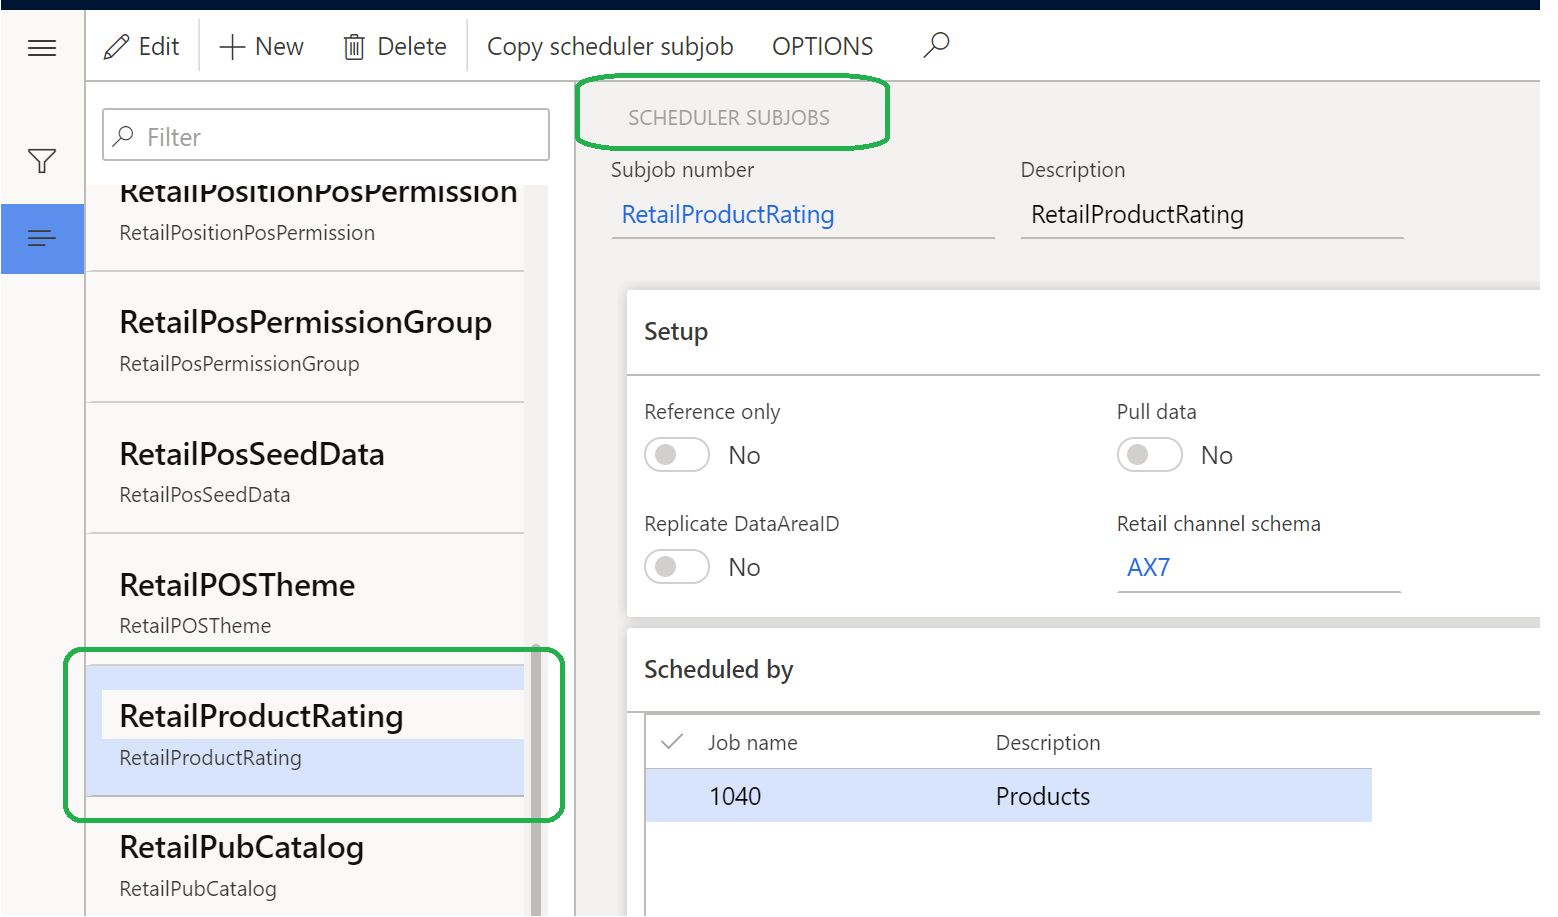 Edit
New
Delete
Copy scheduler subjob
OPTIONS
Filter
RetailPositionPosPermission
RetailPositionPosPermission
RetailPosPermissionGroup
RetailPosPermissionGroup
RetailPosSeedData
RetailPosSeedData
RetailPOSTheme
RetailPOSTheme
RetailProductRating
RetailProductRating
RetailPubCatalog
RetailPubCatalog
SCHEDULER SUBJOBS
Subjob number
Description
RetailProductRating
RetailProductRating
Setup
Reference only
Pull data
No
No
Replicate DataAreaID
Retail channel schema
No
AX7
Scheduled by
Job name
Description
1040
Products